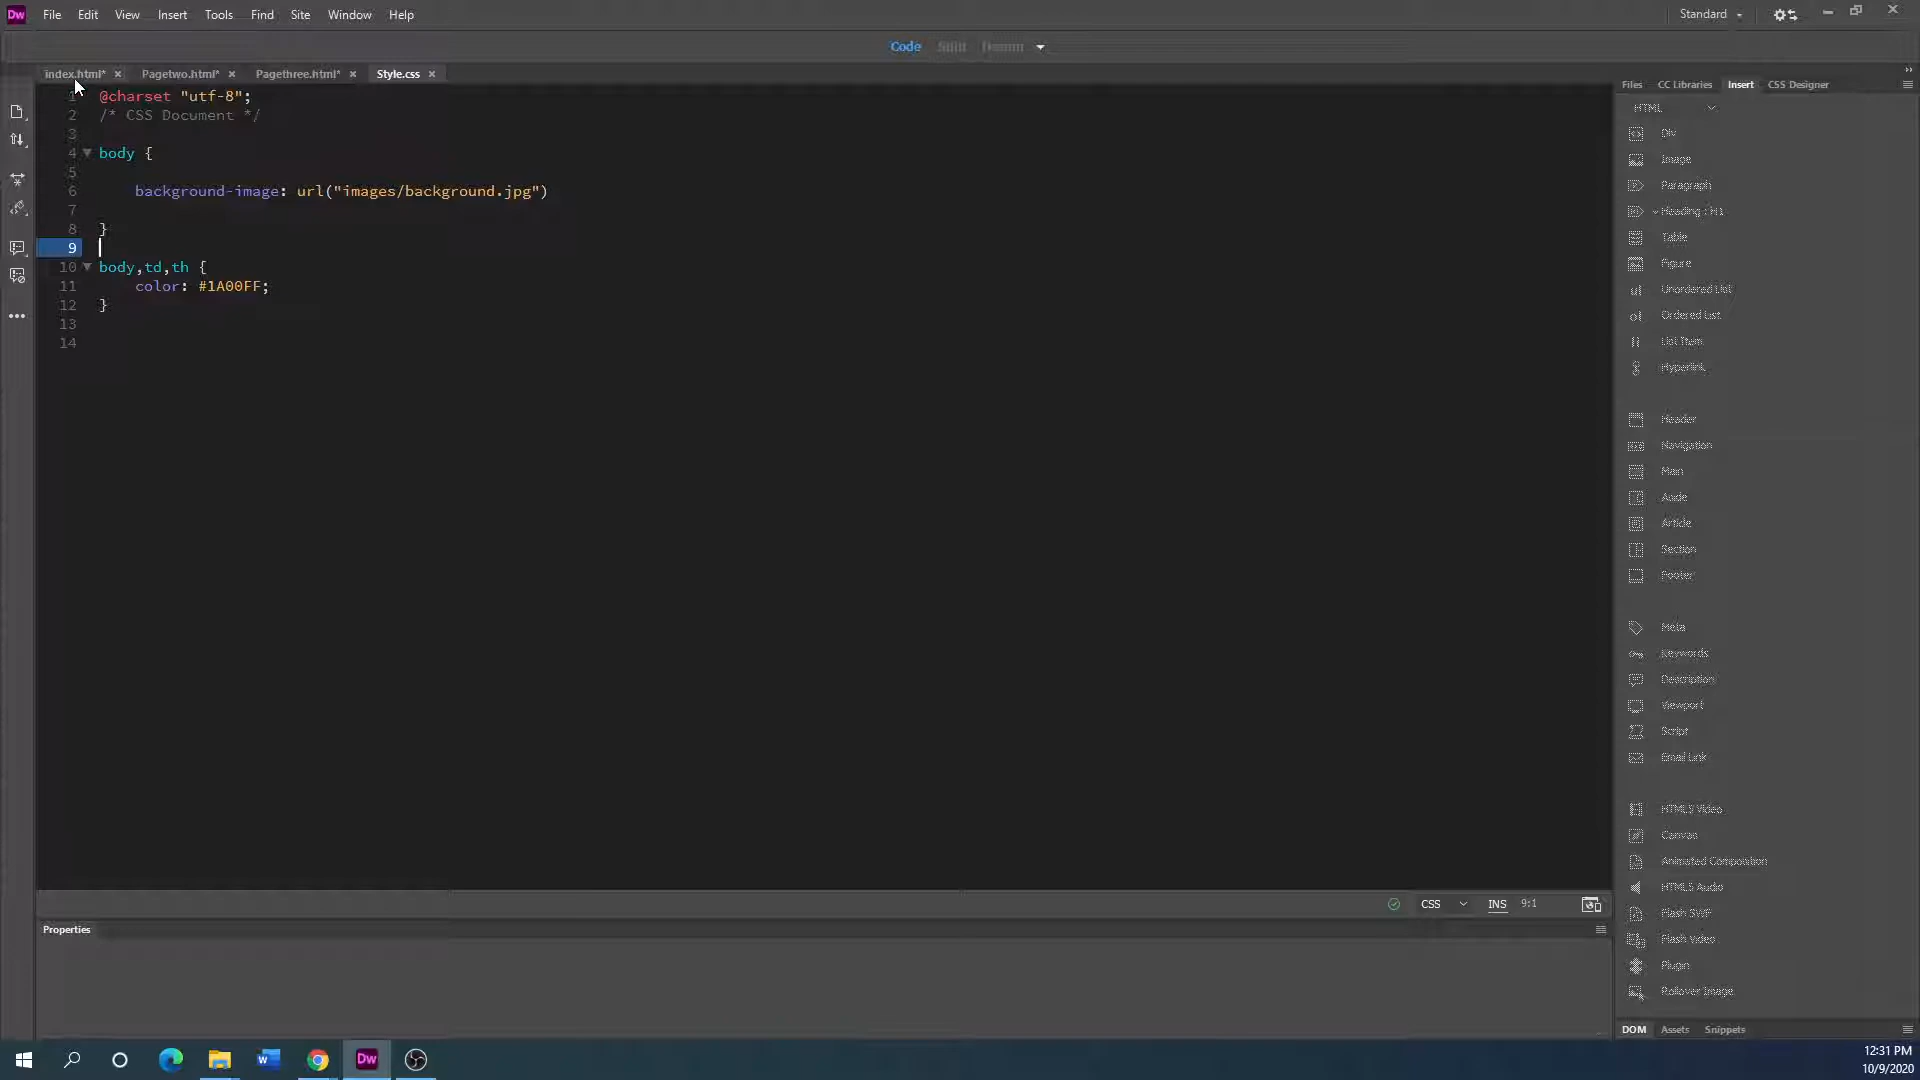 Dw File Edit View Insert Tools Find Site Window Help Standard
Code Split Design
index.html* Pagetwo.html* Pagethree.html* Style.css
1 @charset "utf-8";
2 /* CSS Document */
3
4 body {
5
6 background-image: url("images/background.jpg")
7
8 }
9
10 body,td,th {
11 color: #1A00FF;
12 }
13
14
CSS INS 9:1
Properties
Files CC Libraries Insert CSS Designer
HTML
Div
Image
Paragraph
Heading : H1
Table
Figure
ul Unordered List
ol Ordered List
li List Item
Hyperlink
Header
Navigation
Main
Aside
Article
Section
Footer
Meta
Keywords
Description
Viewport
Script
Email Link
HTML5 Video
Canvas
Animated Composition
HTML5 Audio
Flash SWF
Flash Video
Plugin
Rollover Image
DOM Assets Snippets
W Dw
12:31 PM
10/9/2020